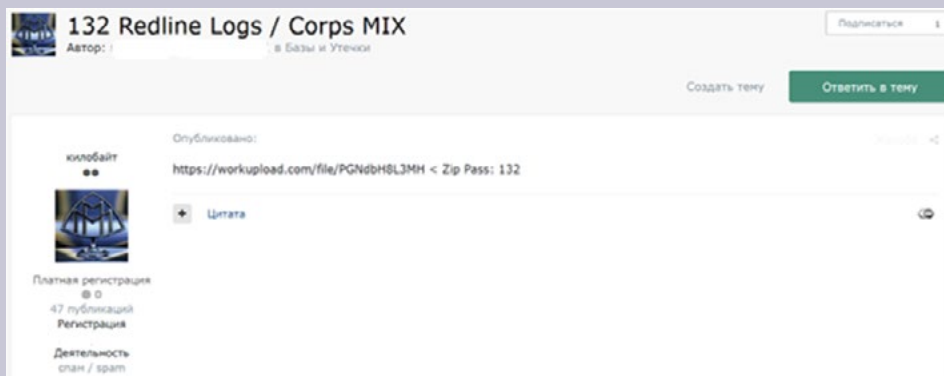 132 Redline Logs / Corps MIX
Подписаться 1
Автор: в Базы и Утечки
Создать тему
Ответить в тему
килобайт
Опубликовано:
https://workupload.com/file/PGNdbH8L3MH < Zip Pass: 132
+ Цитата
Платная регистрация
0
47 публикаций
Регистрация
Деятельность
спам / spam